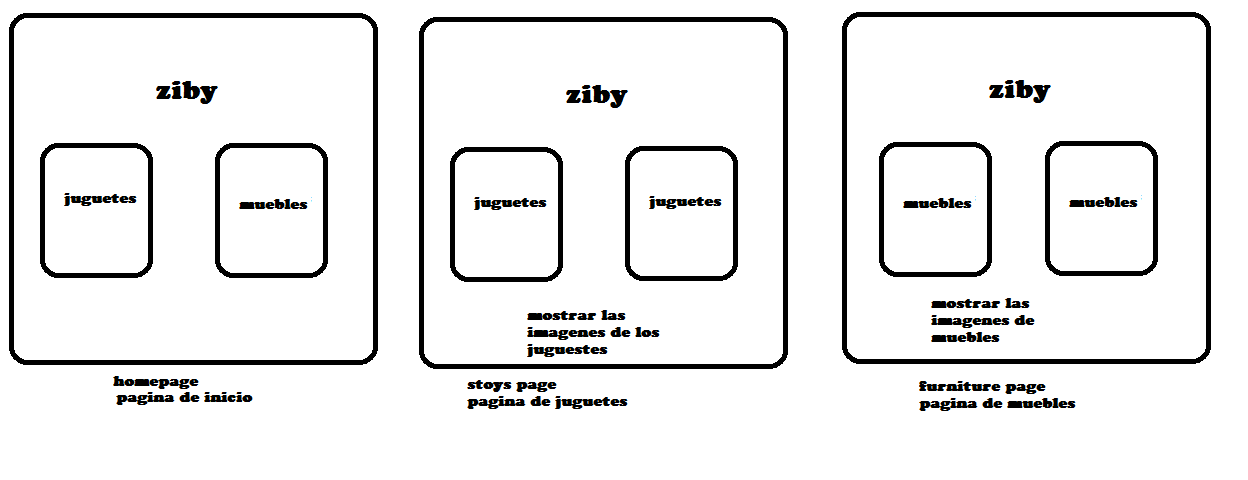 ziby
juguetes
muebles
homepage
pagina de inicio
ziby
juguetes
juguetes
mostrar las
imagenes de los
juguestes
stoys page
pagina de juguetes
ziby
muebles
muebles
mostrar las
imagenes de
muebles
furniture page
pagina de muebles